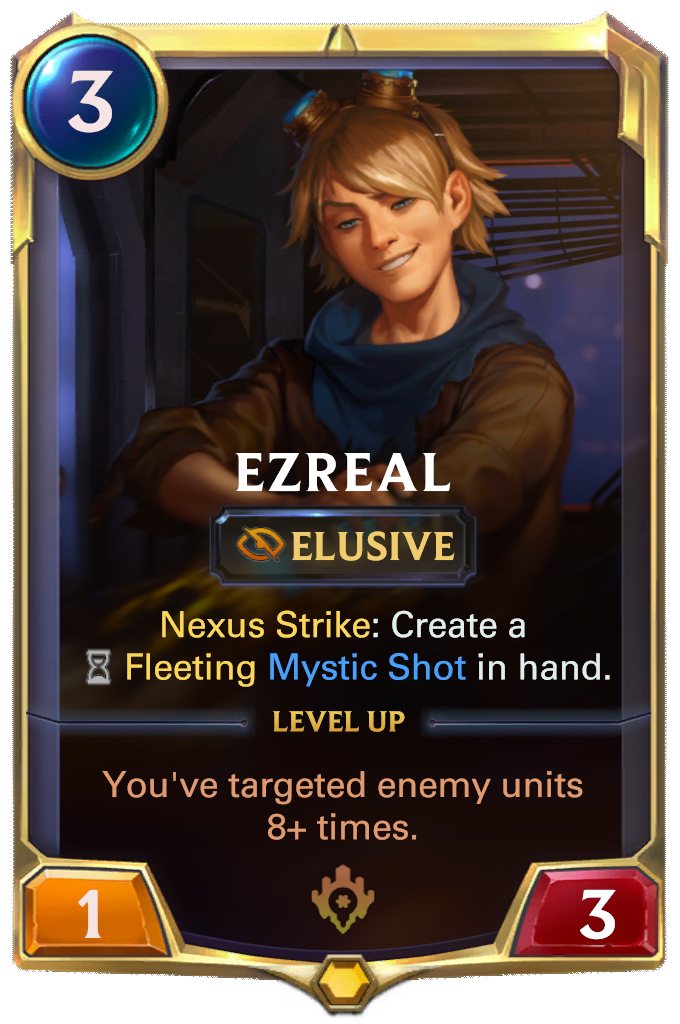 3
EZREAL
ELUSIVE
Nexus Strike: Create a
Fleeting Mystic Shot in hand.
LEVEL UP
You've targeted enemy units
8+ times.
1
3